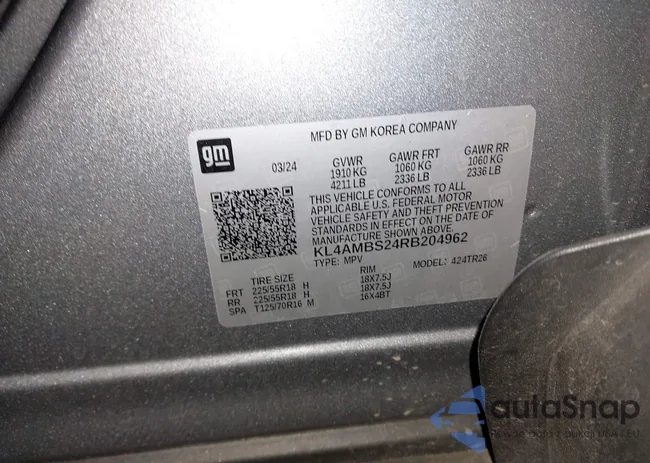 MFD BY GM KOREA COMPANY
gm
03/24
GVWR GAWR FRT GAWR RR
1910 KG 1060 KG 1060 KG
4211 LB 2336 LB 2336 LB
THIS VEHICLE CONFORMS TO ALL
APPLICABLE U.S. FEDERAL MOTOR
VEHICLE SAFETY AND THEFT PREVENTION
STANDARDS IN EFFECT ON THE DATE OF
MANUFACTURE SHOWN ABOVE.
KL4AMBS24RB204962
TYPE: MPV MODEL: 424TR26
TIRE SIZE RIM
FRT 225/55R18 H 18X7.5J
RR 225/55R18 H 18X7.5J
SPA T125/70R16 M 16X4BT
autoSnap